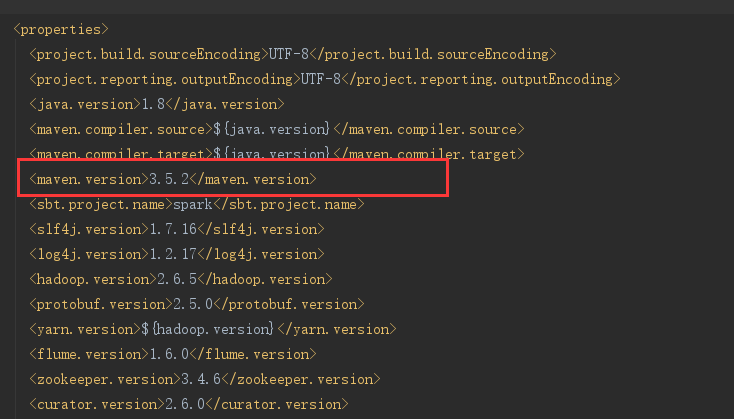 <properties>
<project.build.sourceEncoding>UTF-8</project.build.sourceEncoding>
<project.reporting.outputEncoding>UTF-8</project.reporting.outputEncoding>
<java.version>1.8</java.version>
<maven.compiler.source>${java.version}</maven.compiler.source>
<maven.compiler.target>${java.version}</maven.compiler.target>
<maven.version>3.5.2</maven.version>
<sbt.project.name>spark</sbt.project.name>
<slf4j.version>1.7.16</slf4j.version>
<log4j.version>1.2.17</log4j.version>
<hadoop.version>2.6.5</hadoop.version>
<protobuf.version>2.5.0</protobuf.version>
<yarn.version>${hadoop.version}</yarn.version>
<flume.version>1.6.0</flume.version>
<zookeeper.version>3.4.6</zookeeper.version>
<curator.version>2.6.0</curator.version>